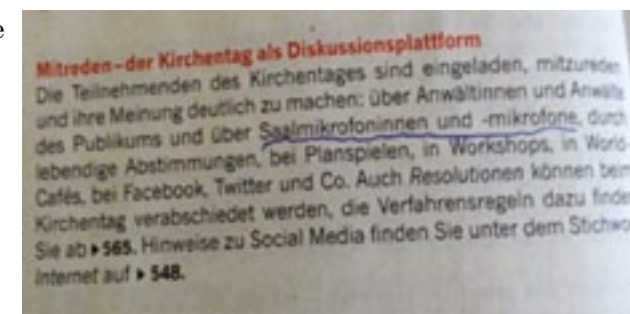 e
Mitreden–der Kirchentag als Diskussionsplattform
Die Teilnehmenden des Kirchentages sind eingeladen, mitzureden
und ihre Meinung deutlich zu machen: über Anwältinnen und Anwälte
des Publikums und über Saalmikrofoninnen und -mikrofone, durch
lebendige Abstimmungen, bei Planspielen, in Workshops, in World-
Cafés, bei Facebook, Twitter und Co. Auch Resolutionen können beim
Kirchentag verabschiedet werden, die Verfahrensregeln dazu finde
Sie ab ▸ 565. Hinweise zu Social Media finden Sie unter dem Stichwo
Internet auf ▸ 548.